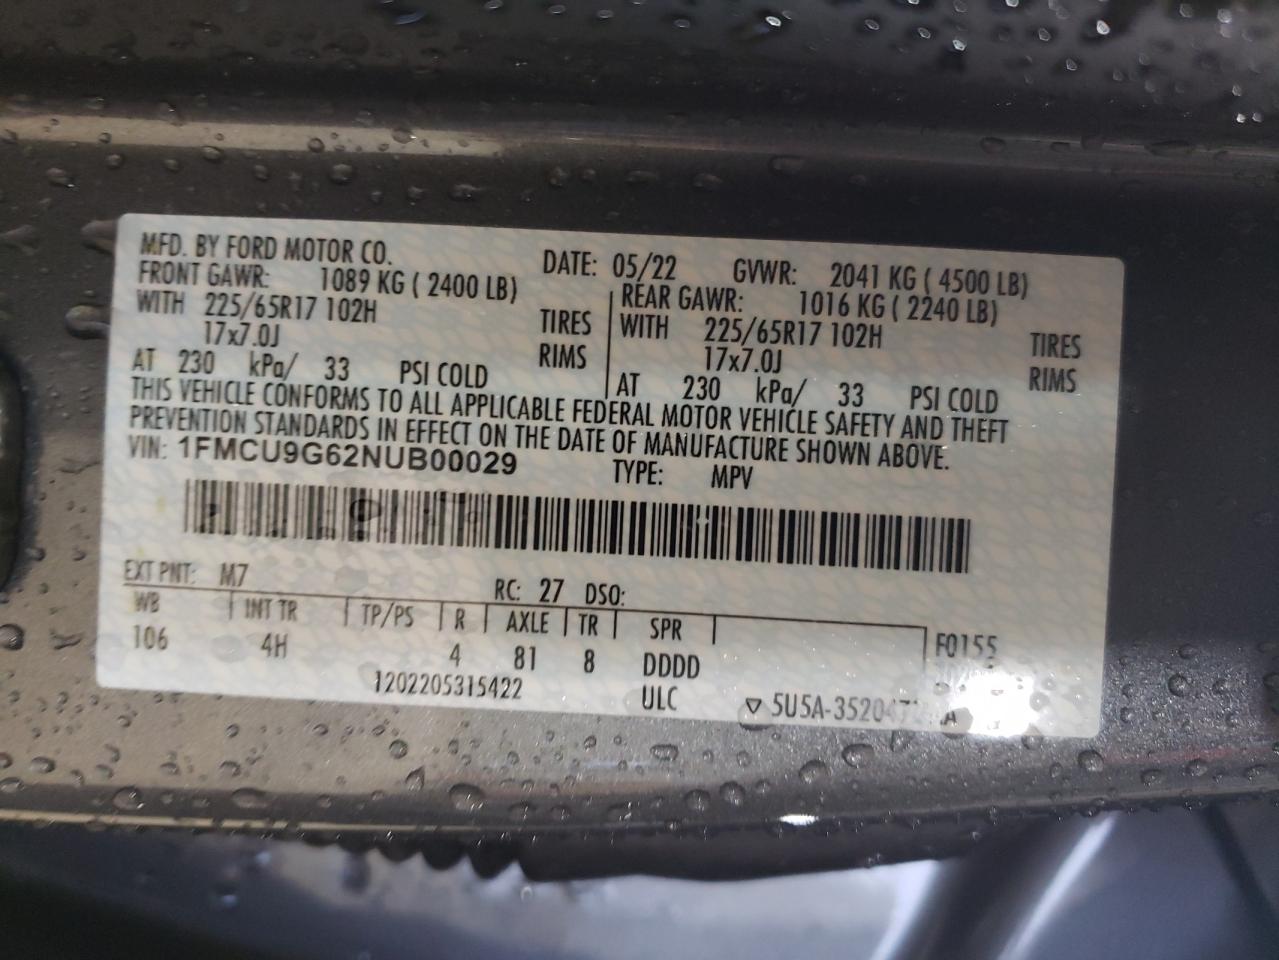 MFD. BY FORD MOTOR CO. DATE: 05/22 GVWR: 2041 KG ( 4500 LB)
FRONT GAWR: 1089 KG ( 2400 LB) REAR GAWR: 1016 KG ( 2240 LB)
WITH 225/65R17 102H TIRES WITH 225/65R17 102H TIRES
17x7.0J RIMS 17x7.0J RIMS
AT 230 kPa/ 33 PSI COLD AT 230 kPa/ 33 PSI COLD
THIS VEHICLE CONFORMS TO ALL APPLICABLE FEDERAL MOTOR VEHICLE SAFETY AND THEFT
PREVENTION STANDARDS IN EFFECT ON THE DATE OF MANUFACTURE SHOWN ABOVE.
VIN: 1FMCU9G62NUB00029 TYPE: MPV
EXT PNT: M7 RC: 27 DSO:
WB INT TR TP/PS R AXLE TR SPR
106 4H 4 81 8 DDDD F0155
1202205315422 ULC